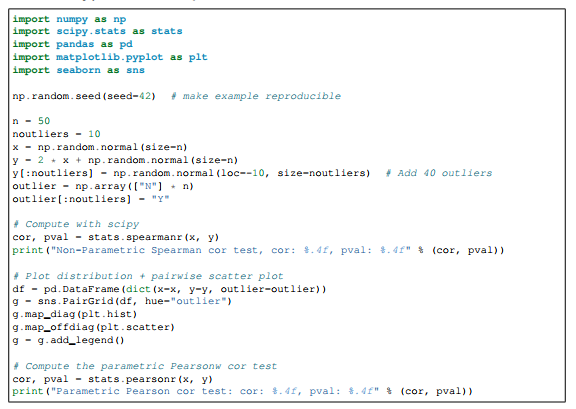 import numpy as np
import scipy.stats as stats
import pandas as pd
import matplotlib.pyplot as plt
import seaborn as sns
np.random.seed(seed=42)  # make example reproducible
n = 50
noutliers = 10
x = np.random.normal(size=n)
y = 2 * x + np.random.normal(size=n)
y[:noutliers] = np.random.normal(loc=-10, size=noutliers)  # Add 40 outliers
outlier = np.array(["N"] * n)
outlier[:noutliers] = "Y"
# Compute with scipy
cor, pval = stats.spearmanr(x, y)
print("Non-Parametric Spearman cor test, cor: %.4f, pval: %.4f" % (cor, pval))
# Plot distribution + pairwise scatter plot
df = pd.DataFrame(dict(x=x, y=y, outlier=outlier))
g = sns.PairGrid(df, hue="outlier")
g.map_diag(plt.hist)
g.map_offdiag(plt.scatter)
g = g.add_legend()
# Compute the parametric Pearsonw cor test
cor, pval = stats.pearsonr(x, y)
print("Parametric Pearson cor test: cor: %.4f, pval: %.4f" % (cor, pval))